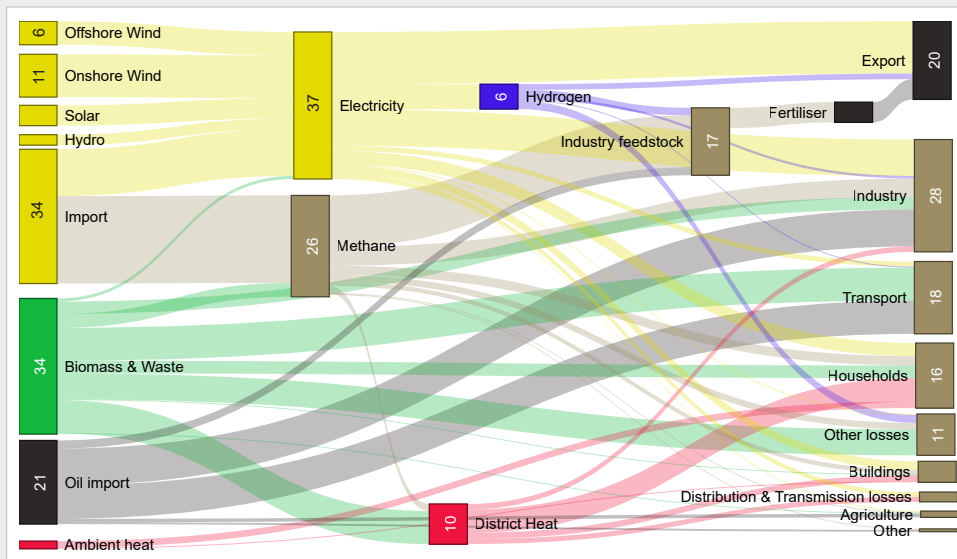 6 Offshore Wind
11 Onshore Wind
Solar
Hydro
34 Import
34 Biomass & Waste
21 Oil import
Ambient heat
37 Electricity
26 Methane
6 Hydrogen
10 District Heat
Industry feedstock 17
Fertiliser
Export 20
Industry 28
Transport 18
Households 16
Other losses 11
Buildings
Distribution & Transmission losses
Agriculture
Other